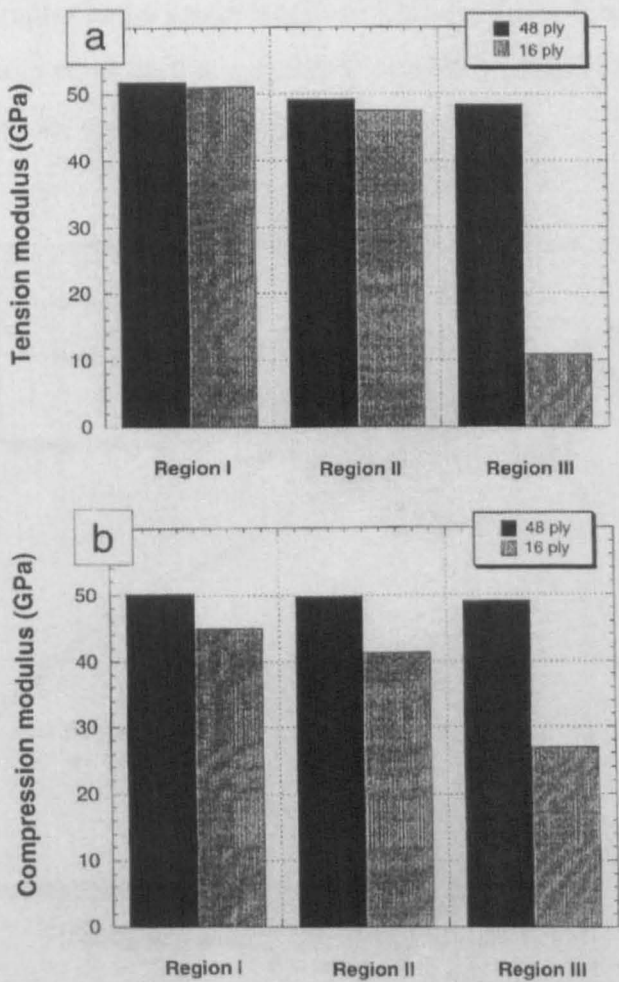 a
48 ply
16 ply
Tension modulus (GPa)
50
40
30
20
10
0
Region I
Region II
Region III
b
48 ply
16 ply
Compression modulus (GPa)
50
40
30
20
10
0
Region I
Region II
Region III